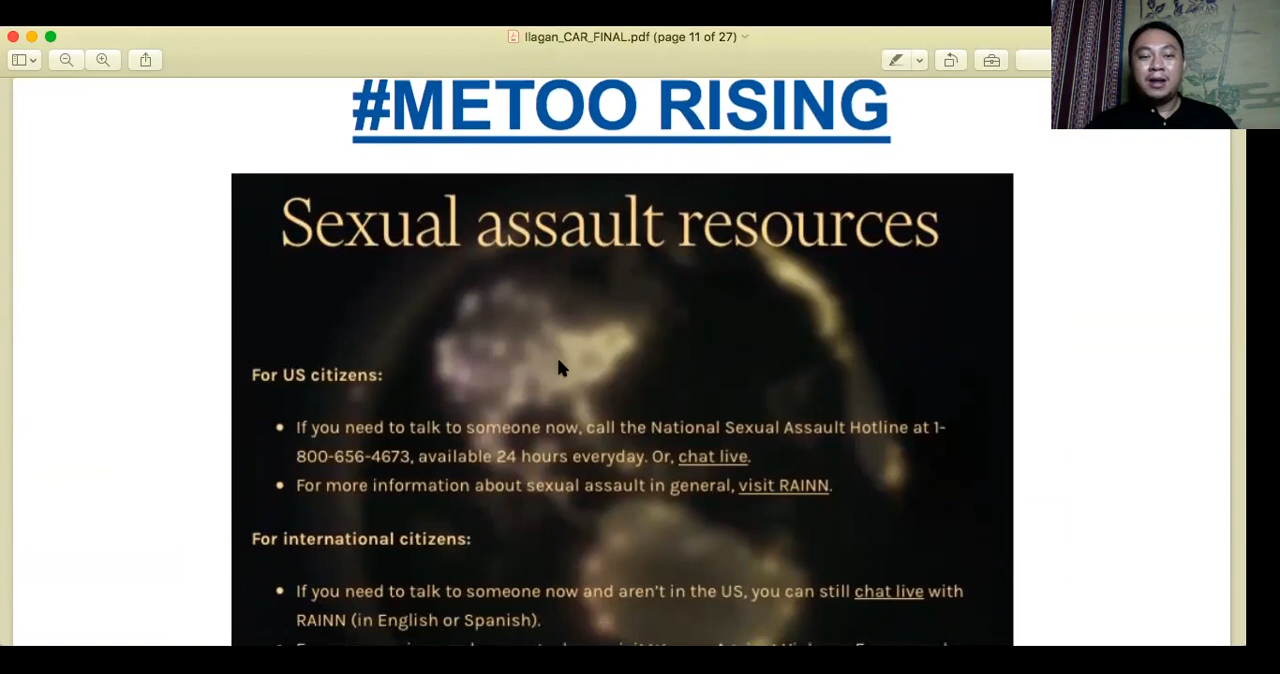 Ilagan_CAR_FINAL.pdf (page 11 of 27)
#METOO RISING
Sexual assault resources
For US citizens:
• If you need to talk to someone now, call the National Sexual Assault Hotline at 1-
800-656-4673, available 24 hours everyday. Or, chat live.
• For more information about sexual assault in general, visit RAINN.
For international citizens:
• If you need to talk to someone now and aren't in the US, you can still chat live with
RAINN (in English or Spanish).